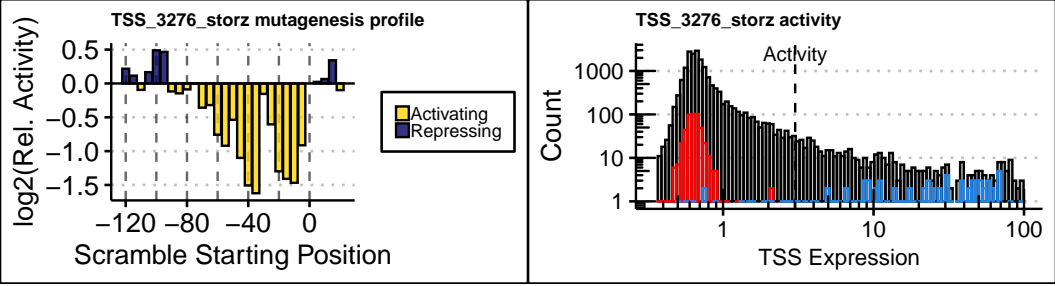 TSS_3276_storz mutagenesis profile
log2(Rel. Activity)
0.5
0.0
−0.5
−1.0
−1.5
−120 −80 −40 0
Scramble Starting Position
Activating
Repressing
TSS_3276_storz activity
Activity
Count
1000
100
10
1
1 10 100
TSS Expression